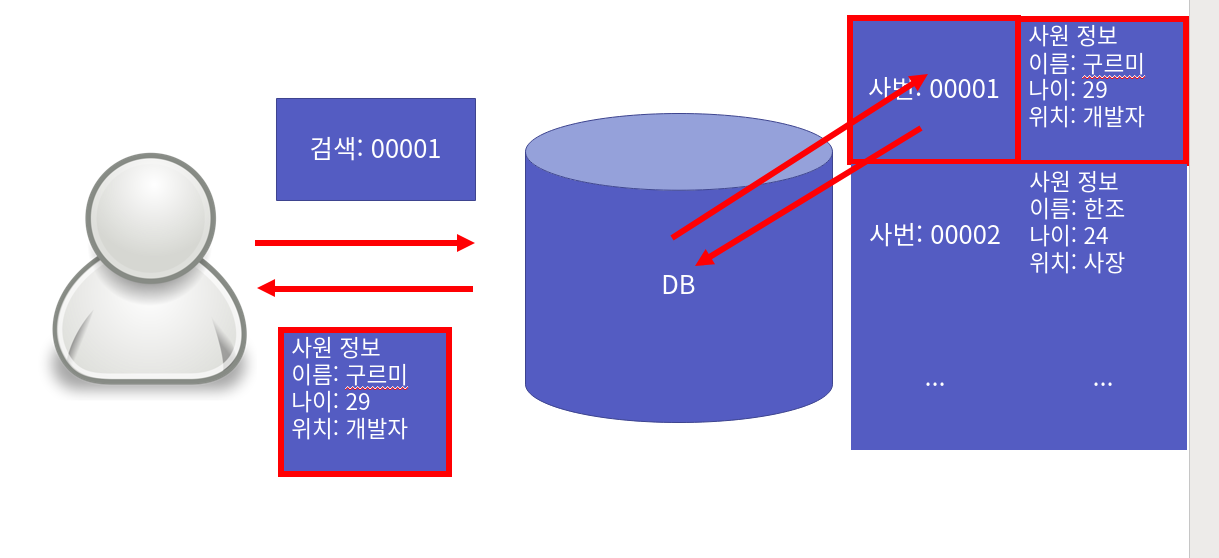 검색: 00001
사원 정보
이름: 구르미
나이: 29
위치: 개발자
DB
사번: 00001
사원 정보
이름: 구르미
나이: 29
위치: 개발자
사번: 00002
사원 정보
이름: 한조
나이: 24
위치: 사장
...
...